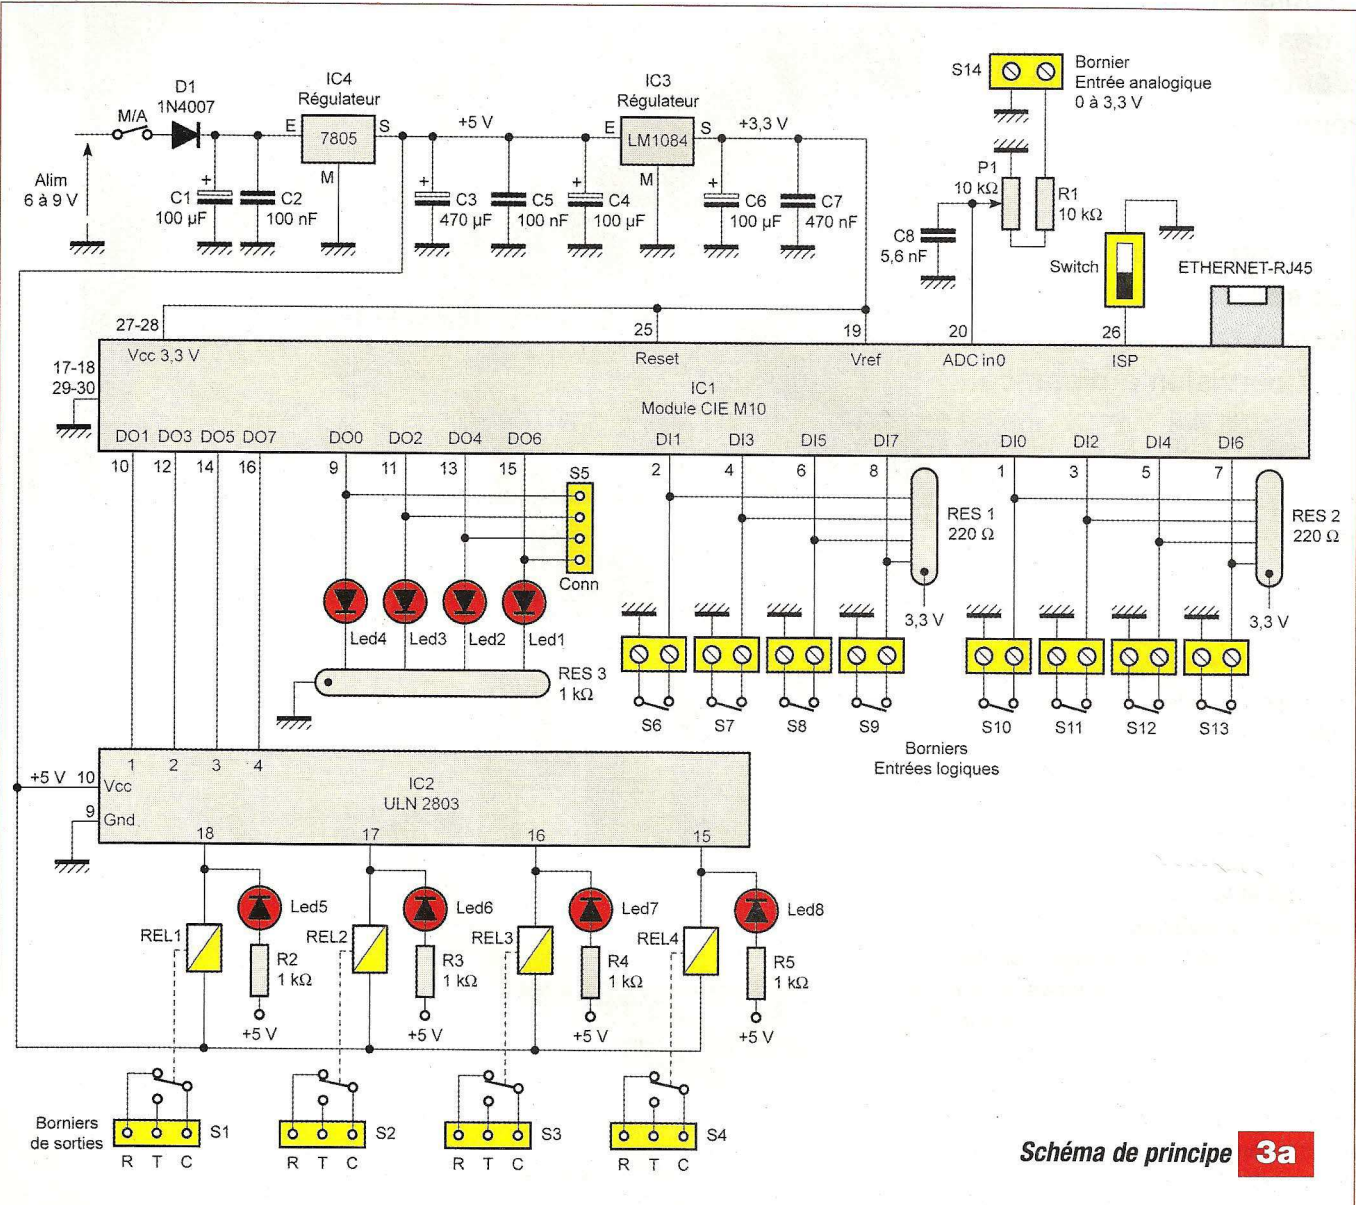 M/A
D1
1N4007
IC4
Régulateur
7805
E
S
M
Alim
6 à 9 V
+
C1
100 µF
C2
100 nF
+5 V
+
C3
470 µF
C5
100 nF
+
C4
100 µF
IC3
Régulateur
LM1084
E
S
M
+3,3 V
+
C6
100 µF
C7
470 nF
S14
Bornier
Entrée analogique
0 à 3,3 V
P1
10 kΩ
R1
10 kΩ
C8
5,6 nF
Switch
ETHERNET-RJ45
27-28
25
19
20
26
Vcc 3,3 V
Reset
Vref
ADC in0
ISP
17-18
29-30
IC1
Module CIE M10
DO1 DO3 DO5 DO7
DO0 DO2 DO4 DO6
DI1 DI3 DI5 DI7
DI0 DI2 DI4 DI6
10 12 14 16
9 11 13 15
2 4 6 8
1 3 5 7
S5
Conn
RES 1
220 Ω
3,3 V
RES 2
220 Ω
3,3 V
Led4 Led3 Led2 Led1
RES 3
1 kΩ
S6 S7 S8 S9
S10 S11 S12 S13
Borniers
Entrées logiques
1 2 3 4
+5 V 10
Vcc
9
Gnd
IC2
ULN 2803
18 17 16 15
Led5
Led6
Led7
Led8
REL1
REL2
REL3
REL4
R2
1 kΩ
R3
1 kΩ
R4
1 kΩ
R5
1 kΩ
+5 V
+5 V
+5 V
+5 V
Borniers
de sorties
S1
S2
S3
S4
R T C
R T C
R T C
R T C
Schéma de principe 3a